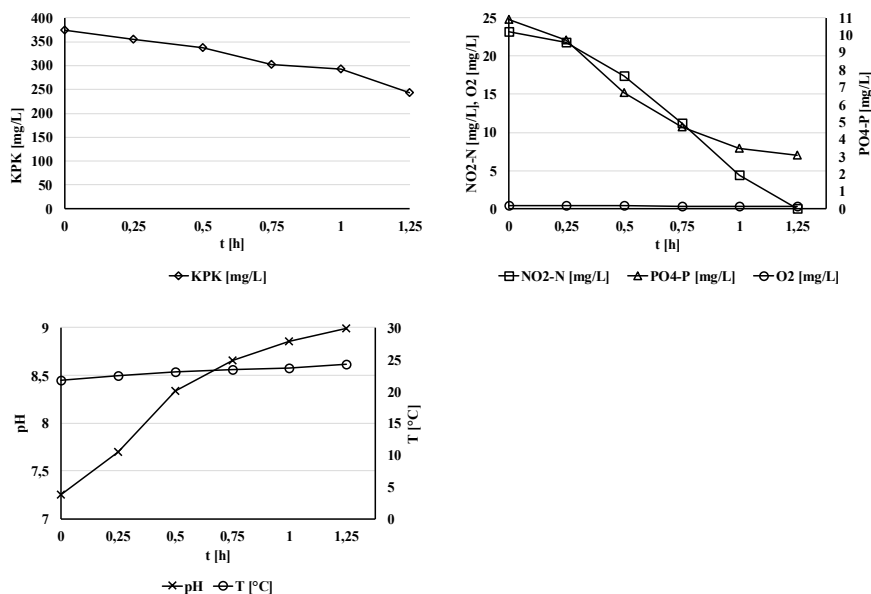 400
350
300
250
200
150
100
50
0
KPK [mg/L]
0 0,25 0,5 0,75 1 1,25
t [h]
KPK [mg/L]
25
20
15
10
5
0
NO2-N [mg/L], O2 [mg/L]
11
10
9
8
7
6
5
4
3
2
1
0
PO4-P [mg/L]
0 0,25 0,5 0,75 1 1,25
t [h]
NO2-N [mg/L] PO4-P [mg/L] O2 [mg/L]
9
8,5
8
7,5
7
pH
30
25
20
15
10
5
0
T [°C]
0 0,25 0,5 0,75 1 1,25
t [h]
pH T [°C]